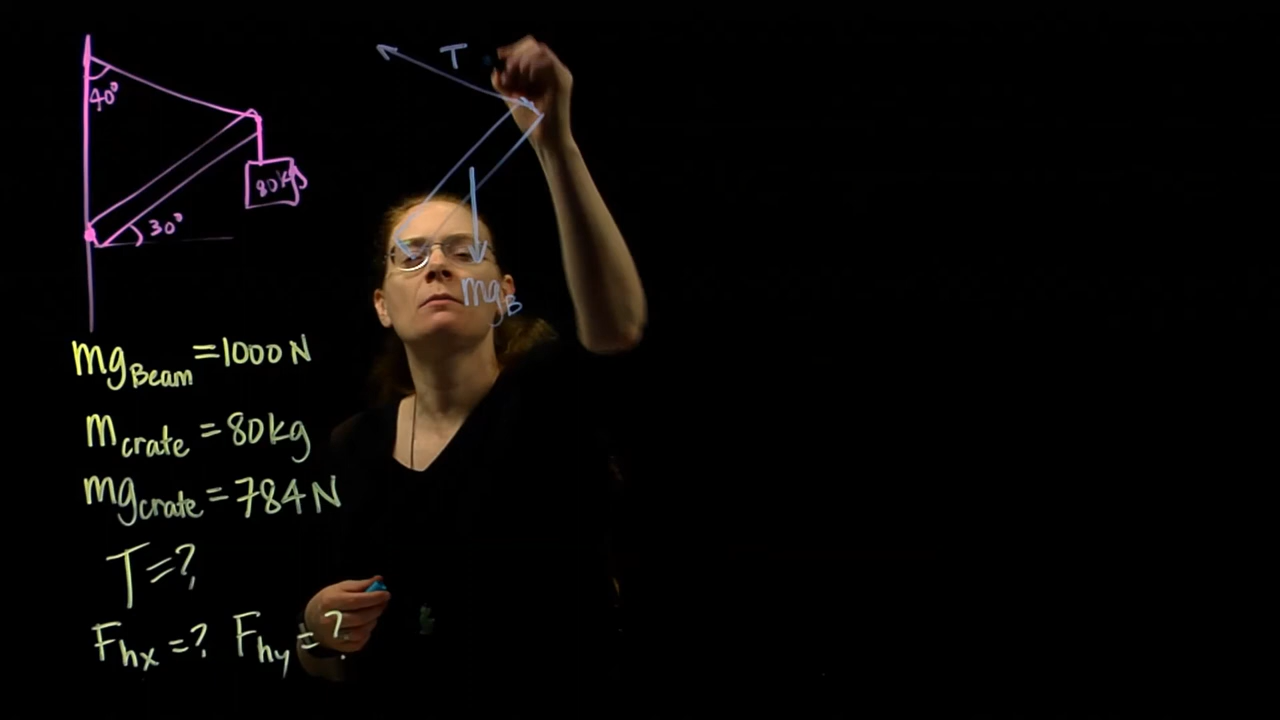 T
40°
80kg
30°
mgB
mgBeam = 1000 N
mcrate = 80kg
mgcrate = 784 N
T = ?
Fhx = ? Fhy = ?